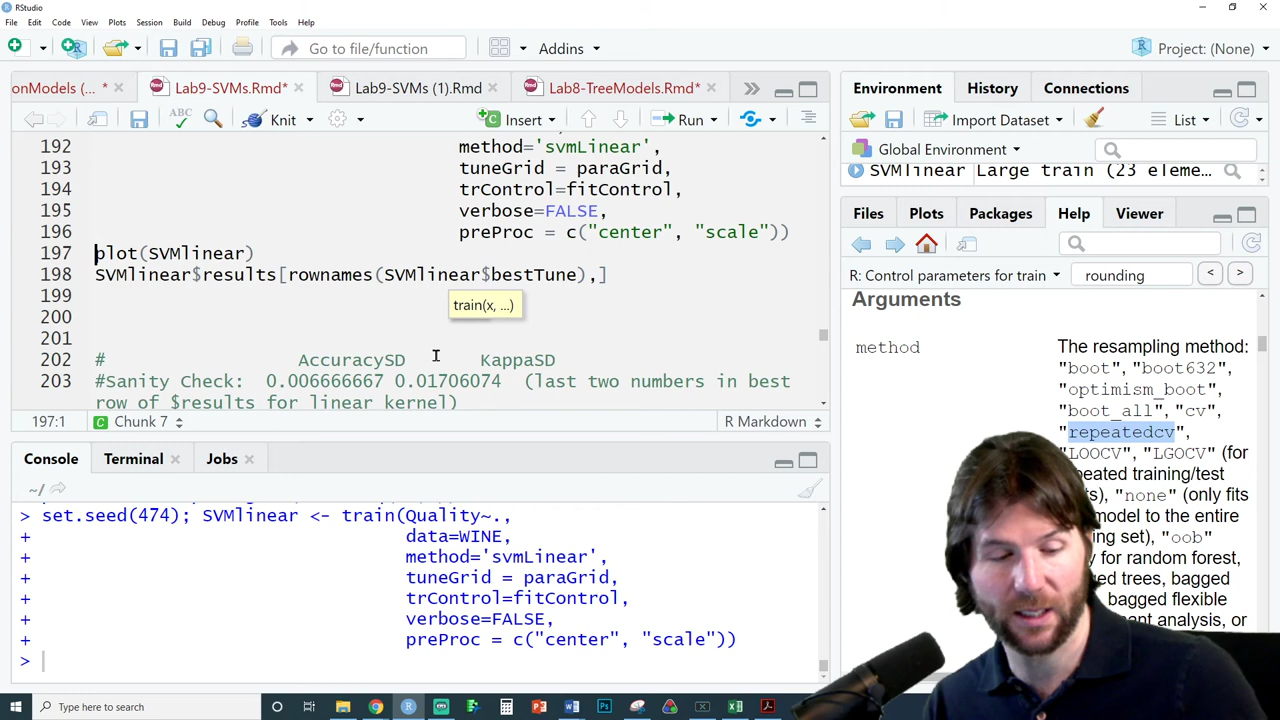 RStudio
File Edit Code View Plots Session Build Debug Profile Tools Help
Go to file/function
Addins
Project: (None)
onModels (... *
Lab9-SVMs.Rmd*
Lab9-SVMs (1).Rmd
Lab8-TreeModels.Rmd*
Knit
Insert
Run
192 method='svmLinear',
193 tuneGrid = paraGrid,
194 trControl=fitControl,
195 verbose=FALSE,
196 preProc = c("center", "scale"))
197 plot(SVMlinear)
198 SVMlinear$results[rownames(SVMlinear$bestTune),]
199
200
201
202 # AccuracySD KappaSD
203 #Sanity Check: 0.006666667 0.01706074 (last two numbers in best
row of $results for linear kernel)
train(x, ...)
197:1
C Chunk 7
R Markdown
Console Terminal Jobs
~/
> set.seed(474); SVMlinear <- train(Quality~.,
+ data=WINE,
+ method='svmLinear',
+ tuneGrid = paraGrid,
+ trControl=fitControl,
+ verbose=FALSE,
+ preProc = c("center", "scale"))
>
Environment History Connections
Import Dataset
List
Global Environment
SVMlinear Large train (23 eleme...
Files Plots Packages Help Viewer
R: Control parameters for train
rounding
Arguments
method
The resampling method:
"boot", "boot632",
"optimism_boot",
"boot_all", "cv",
"repeatedcv",
"LOOCV", "LGOCV" (for
repeated training/test
"none" (only fits
model to the entire
set), "oob"
for random forest,
trees, bagged
bagged flexible
analysis, or
Type here to search